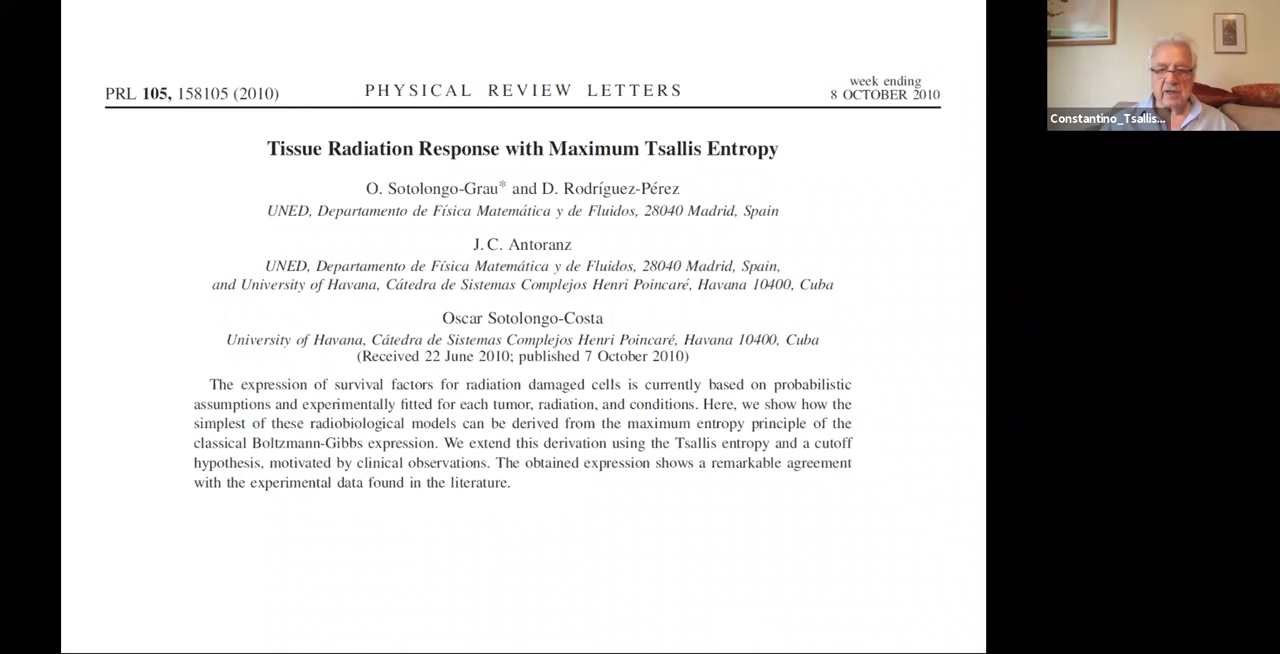 PRL 105, 158105 (2010)
PHYSICAL REVIEW LETTERS
week ending
8 OCTOBER 2010
Tissue Radiation Response with Maximum Tsallis Entropy
O. Sotolongo-Grau* and D. Rodríguez-Pérez
UNED, Departamento de Física Matemática y de Fluidos, 28040 Madrid, Spain
J. C. Antoranz
UNED, Departamento de Física Matemática y de Fluidos, 28040 Madrid, Spain,
and University of Havana, Cátedra de Sistemas Complejos Henri Poincaré, Havana 10400, Cuba
Oscar Sotolongo-Costa
University of Havana, Cátedra de Sistemas Complejos Henri Poincaré, Havana 10400, Cuba
(Received 22 June 2010; published 7 October 2010)
The expression of survival factors for radiation damaged cells is currently based on probabilistic
assumptions and experimentally fitted for each tumor, radiation, and conditions. Here, we show how the
simplest of these radiobiological models can be derived from the maximum entropy principle of the
classical Boltzmann-Gibbs expression. We extend this derivation using the Tsallis entropy and a cutoff
hypothesis, motivated by clinical observations. The obtained expression shows a remarkable agreement
with the experimental data found in the literature.
Constantino_Tsallis...